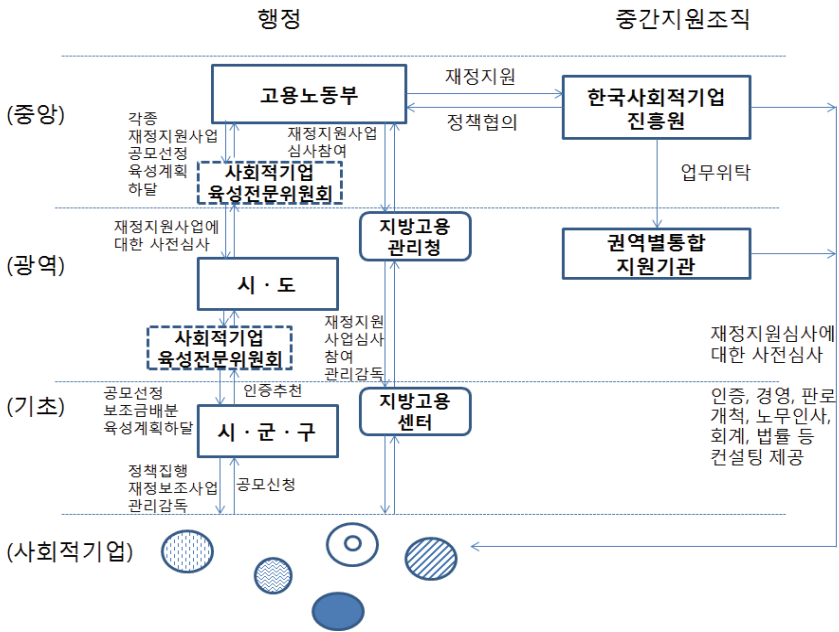 행정
중간지원조직
(중앙)
고용노동부
재정지원
정책협의
한국사회적기업
진흥원
각종
재정지원사업
공모선정
육성계획
하달
재정지원사업
심사참여
사회적기업
육성전문위원회
업무위탁
(광역)
재정지원사업에
대한 사전심사
지방고용
관리청
권역별통합
지원기관
시 · 도
사회적기업
육성전문위원회
재정지원
사업심사
참여
관리감독
재정지원심사에
대한 사전심사
(기초)
공모선정
보조금배분
육성계획하달
인증추천
지방고용
센터
시 · 군 · 구
인증, 경영, 판로
개척, 노무인사,
회계, 법률 등
컨설팅 제공
정책집행
재정보조사업
관리감독
공모신청
(사회적기업)